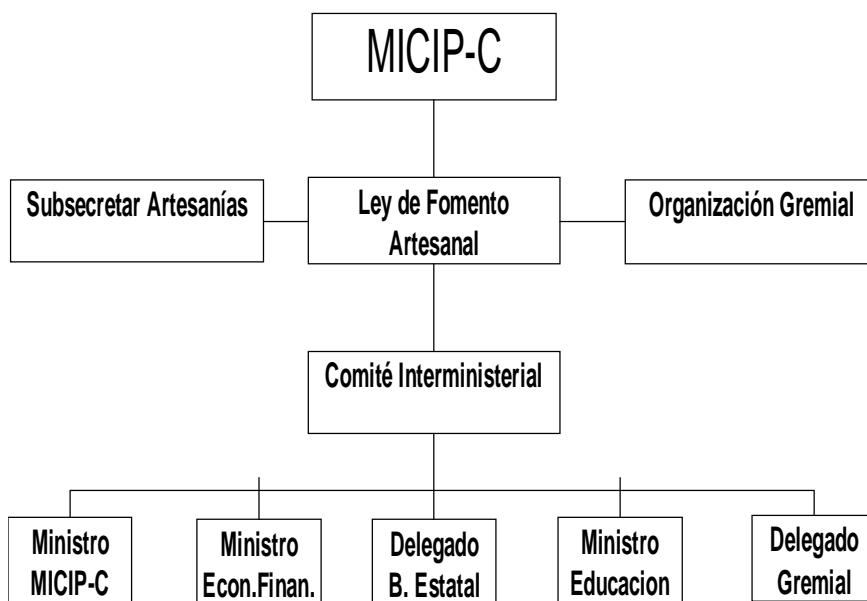 MICIP-C
Subsecretar Artesanías
Ley de Fomento
Artesanal
Organización Gremial
Comité Interministerial
Ministro
MICIP-C
Ministro
Econ.Finan.
Delegado
B. Estatal
Ministro
Educacion
Delegado
Gremial